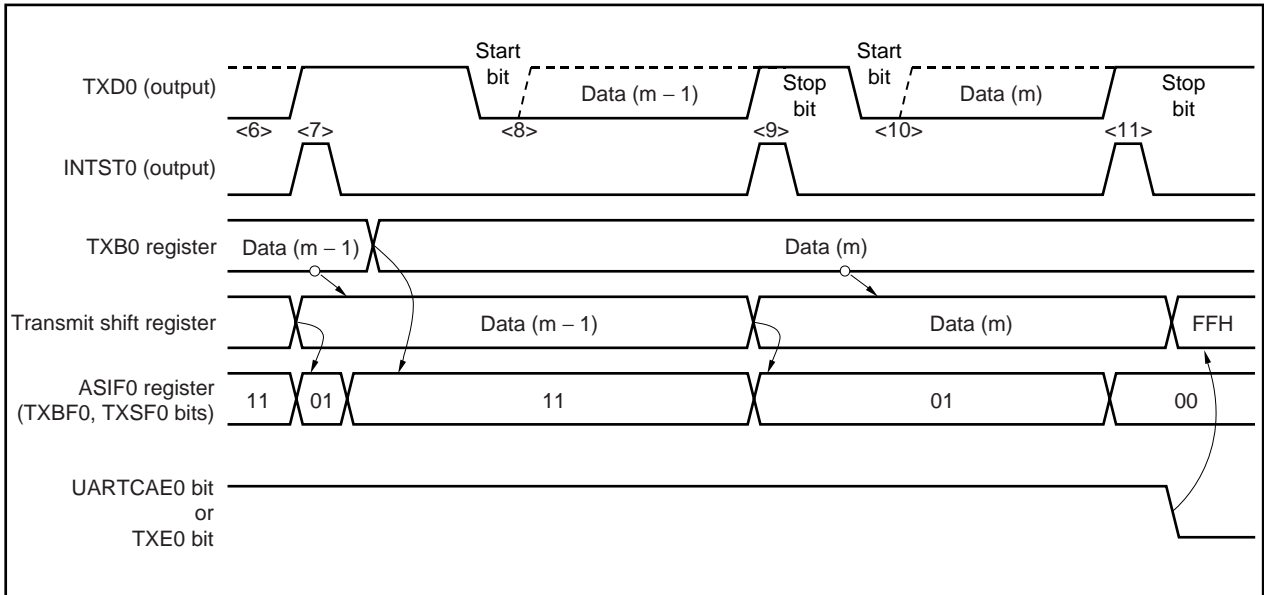 Start
bit
Start
bit
TXD0 (output)
Data (m − 1)
Stop
bit
Data (m)
Stop
bit
<6> <7> <8> <9> <10> <11>
INTST0 (output)
TXB0 register
Data (m − 1)
Data (m)
Transmit shift register
Data (m − 1)
Data (m)
FFH
ASIF0 register
(TXBF0, TXSF0 bits)
11
01
11
01
00
UARTCAE0 bit
or
TXE0 bit